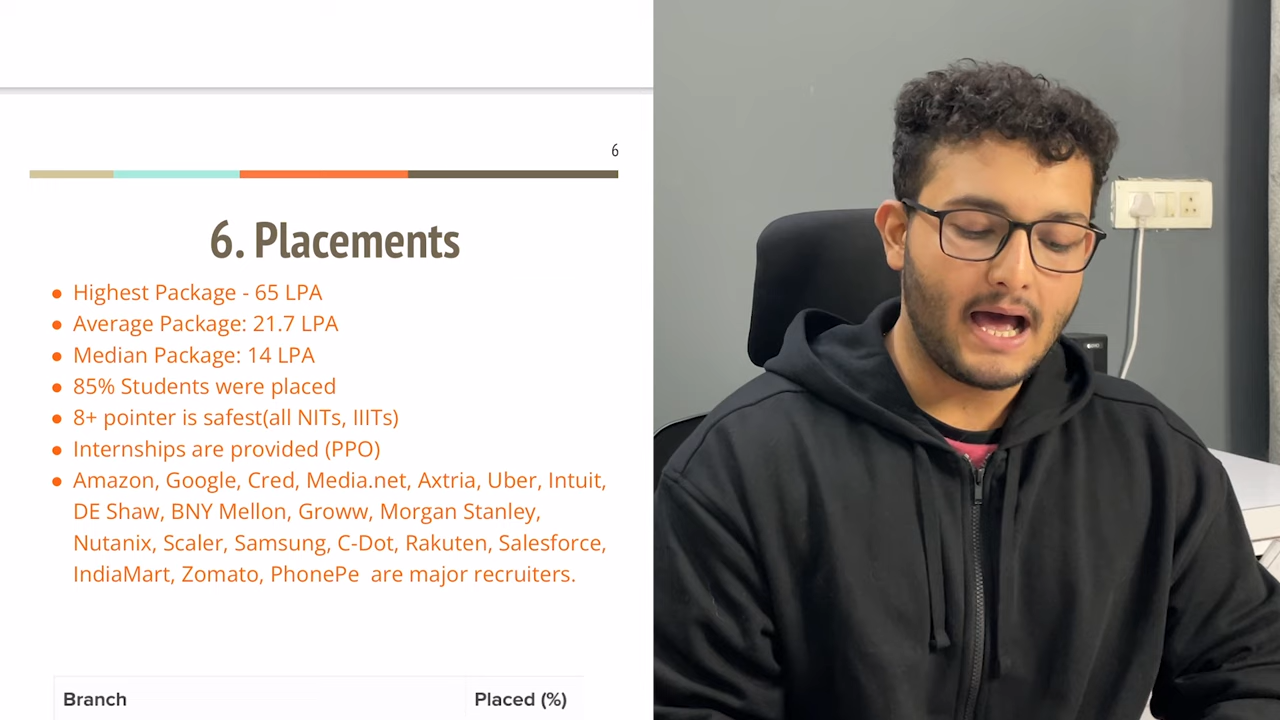 6
6. Placements
● Highest Package - 65 LPA
● Average Package: 21.7 LPA
● Median Package: 14 LPA
● 85% Students were placed
● 8+ pointer is safest(all NITs, IIITs)
● Internships are provided (PPO)
● Amazon, Google, Cred, Media.net, Axtria, Uber, Intuit,
DE Shaw, BNY Mellon, Groww, Morgan Stanley,
Nutanix, Scaler, Samsung, C-Dot, Rakuten, Salesforce,
IndiaMart, Zomato, PhonePe are major recruiters.
Branch Placed (%)